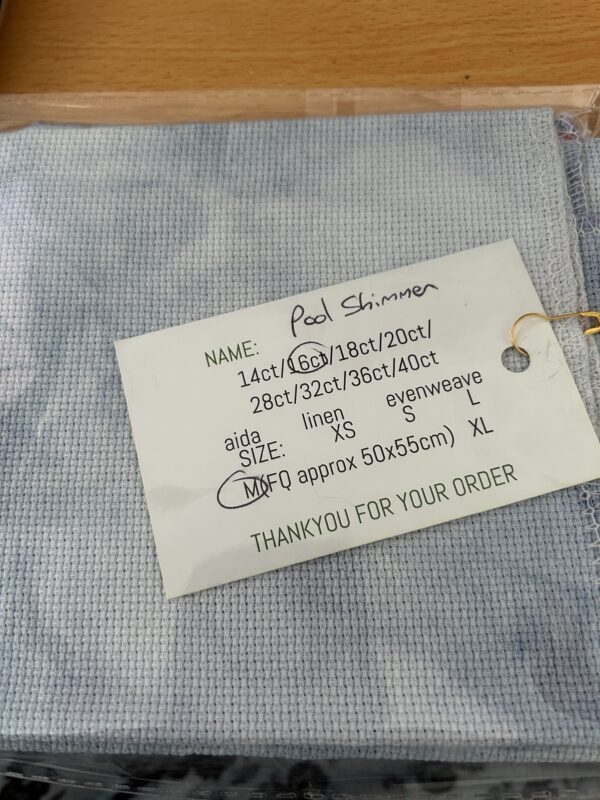 Pool Shimmer
NAME:
14ct/16ct/18ct/20ct/
28ct/32ct/36ct/40ct
aida linen evenweave
SIZE: XS S L
M(FQ approx 50x55cm) XL
THANKYOU FOR YOUR ORDER